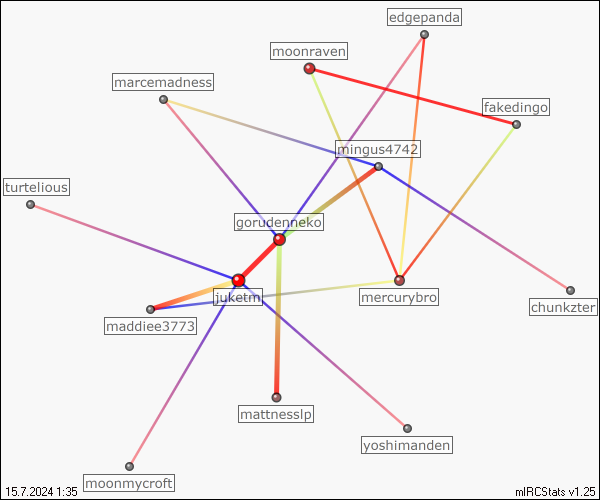 edgepanda
moonraven
marcemadness
fakedingo
mingus4742
turtelious
gorudenneko
juketm
mercurybro
chunkzter
maddiee3773
mattnesslp
yoshimanden
moonmycroft
15.7.2024 1:35
mIRCStats v1.25